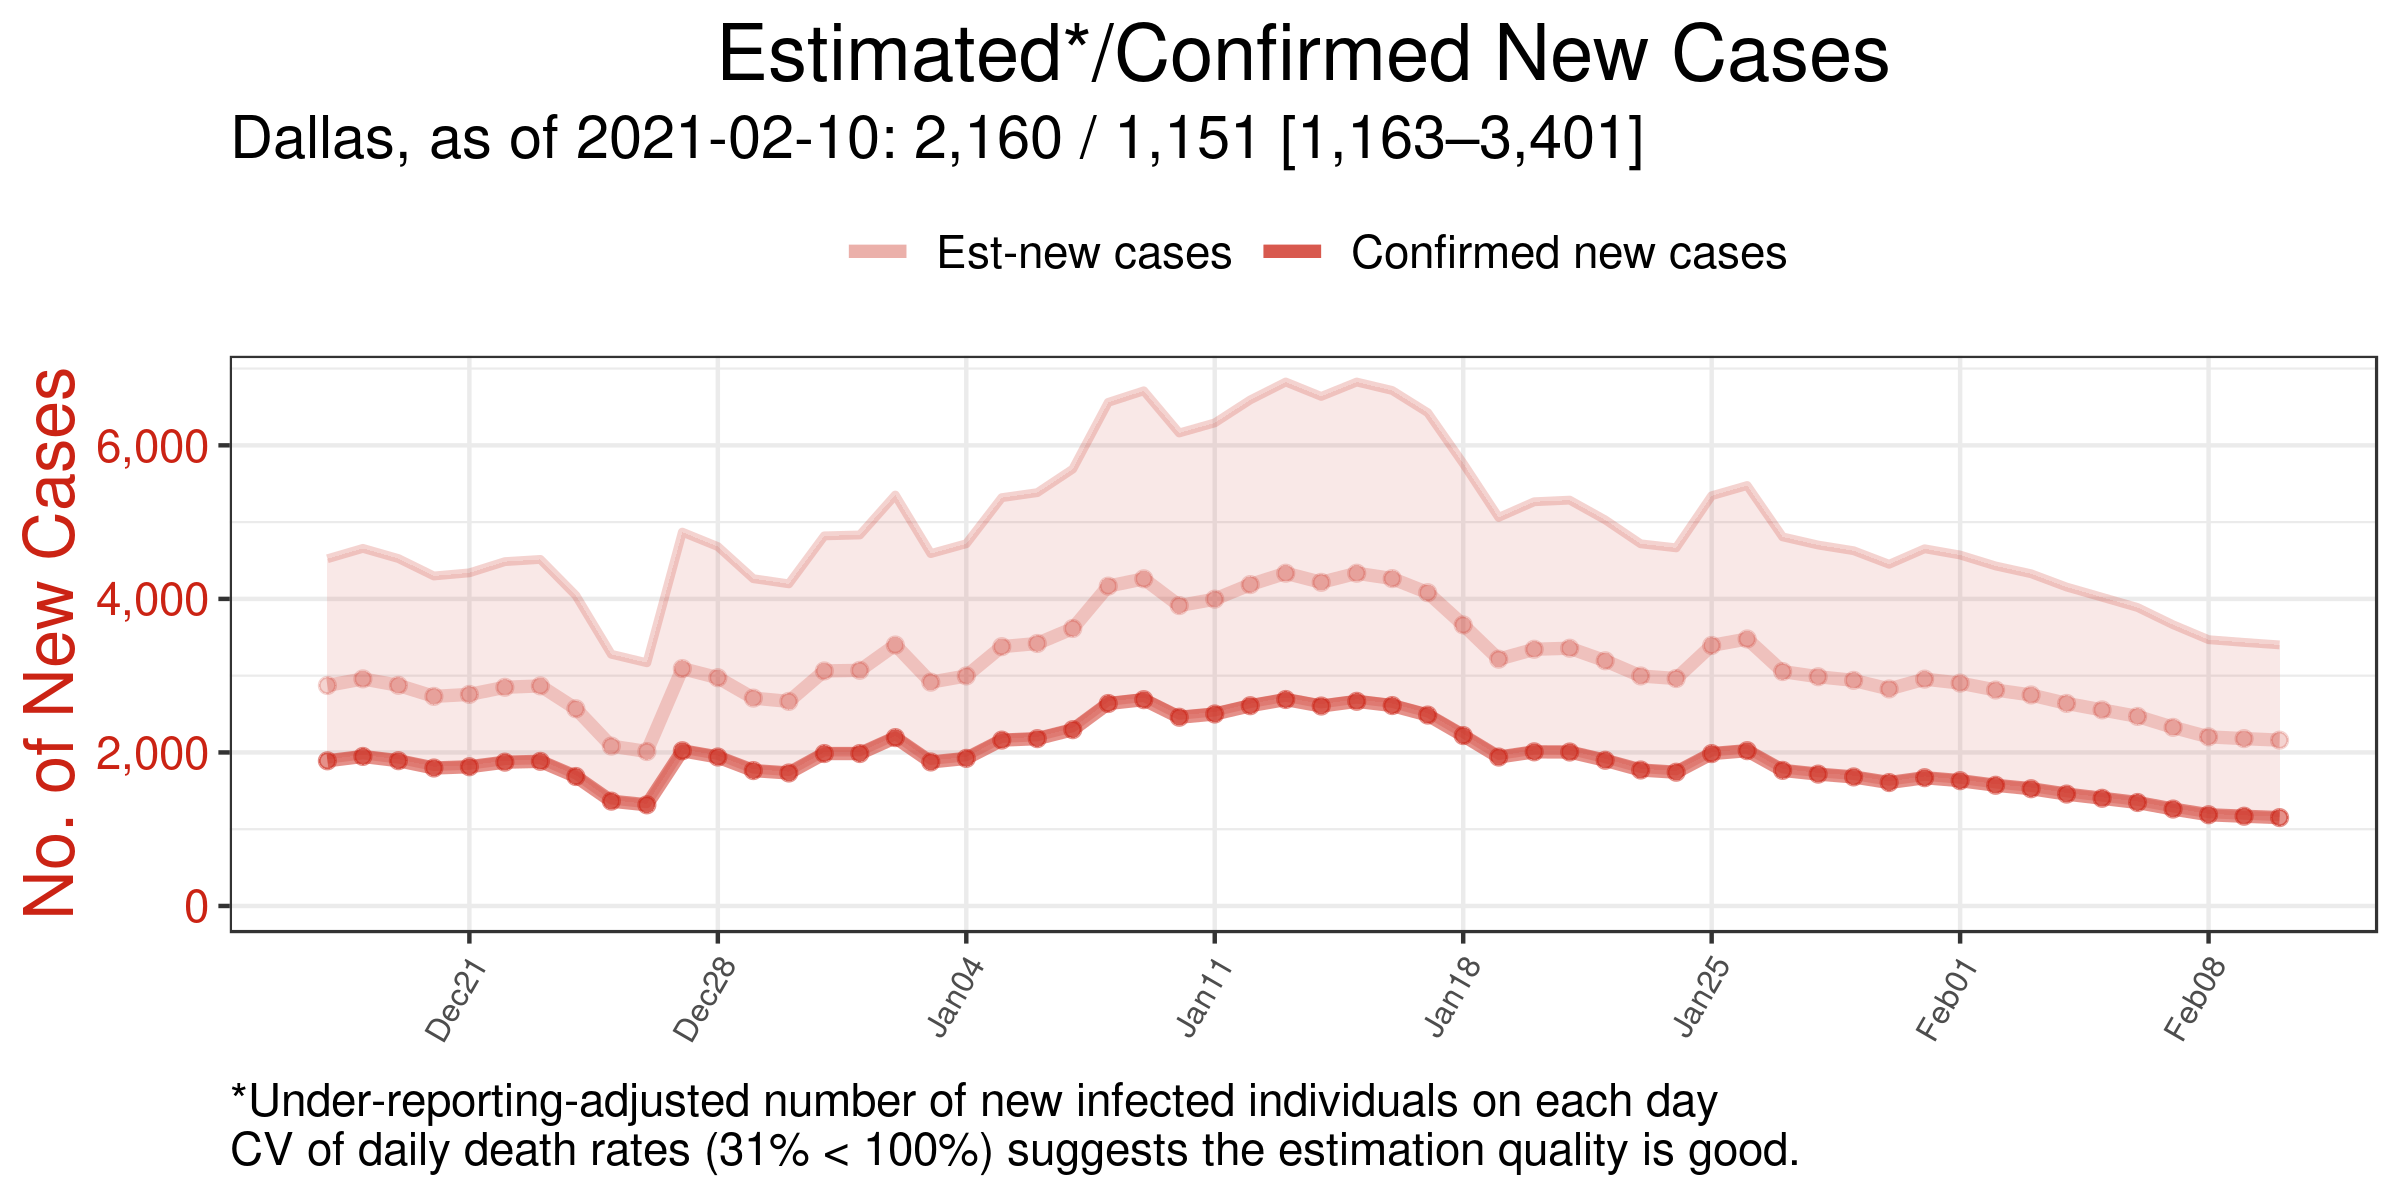 Estimated*/Confirmed New Cases
Dallas, as of 2021-02-10: 2,160 / 1,151 [1,163–3,401]
Est-new cases
Confirmed new cases
No. of New Cases
6,000
4,000
2,000
0
Dec21
Dec28
Jan04
Jan11
Jan18
Jan25
Feb01
Feb08
*Under-reporting-adjusted number of new infected individuals on each day
CV of daily death rates (31% < 100%) suggests the estimation quality is good.